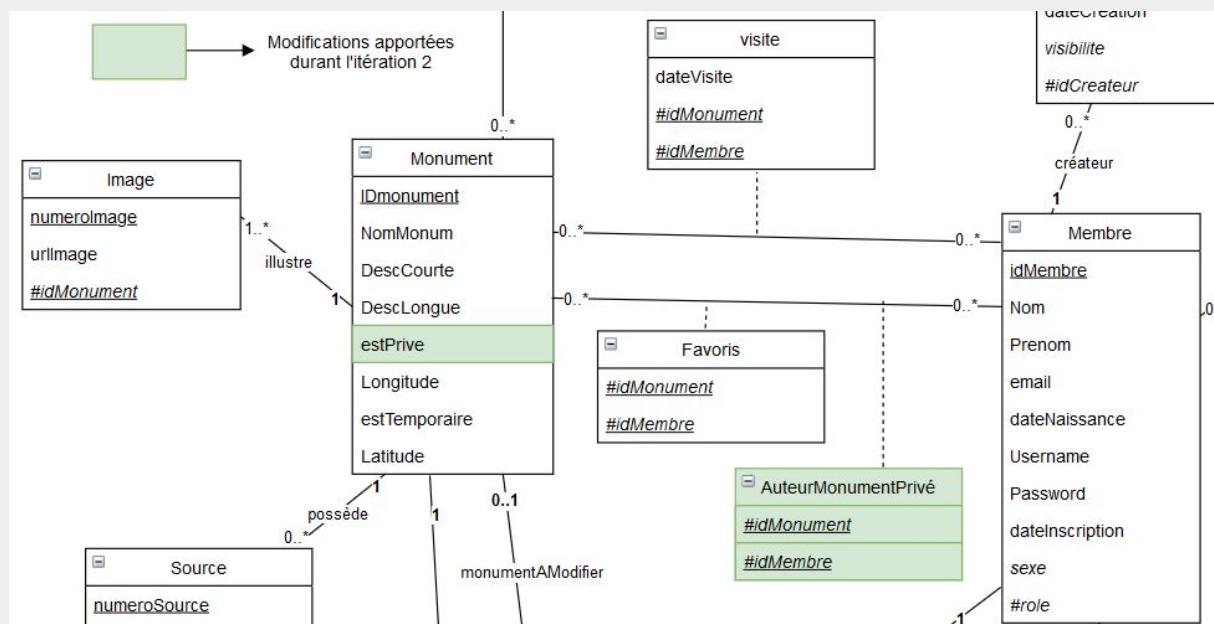 Modifications apportées
durant l'itération 2
visite
dateVisite
#idMonument
#idMembre
dateCreation
visibilite
#idCreateur
0..*
créateur
1
0..*
Monument
IDmonument
NomMonum
DescCourte
DescLongue
estPrive
Longitude
estTemporaire
Latitude
Image
numeroImage
urlImage
#idMonument
1..*
illustre
1
0..*
0..*
0..*
0..*
Favoris
#idMonument
#idMembre
AuteurMonumentPrivé
#idMonument
#idMembre
Membre
idMembre
Nom
Prenom
email
dateNaissance
Username
Password
dateInscription
sexe
#role
0
1
1
possède
0..*
1
0..1
monumentAModifier
Source
numeroSource